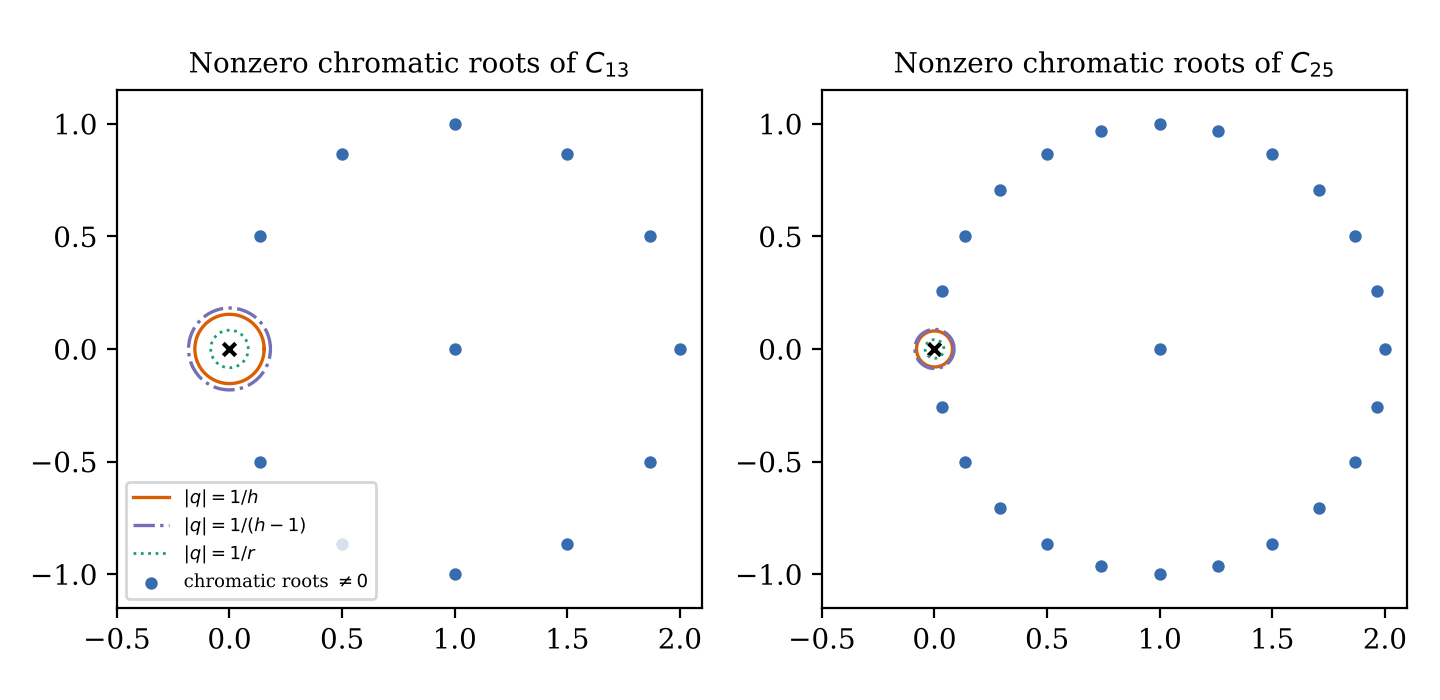 Nonzero chromatic roots of C₁₃
1.0
0.5
0.0
−0.5
−1.0
|q| = 1/h
|q| = 1/(h − 1)
|q| = 1/r
chromatic roots ≠0
−0.5 0.0 0.5 1.0 1.5 2.0
Nonzero chromatic roots of C₂₅
1.0
0.5
0.0
−0.5
−1.0
−0.5 0.0 0.5 1.0 1.5 2.0